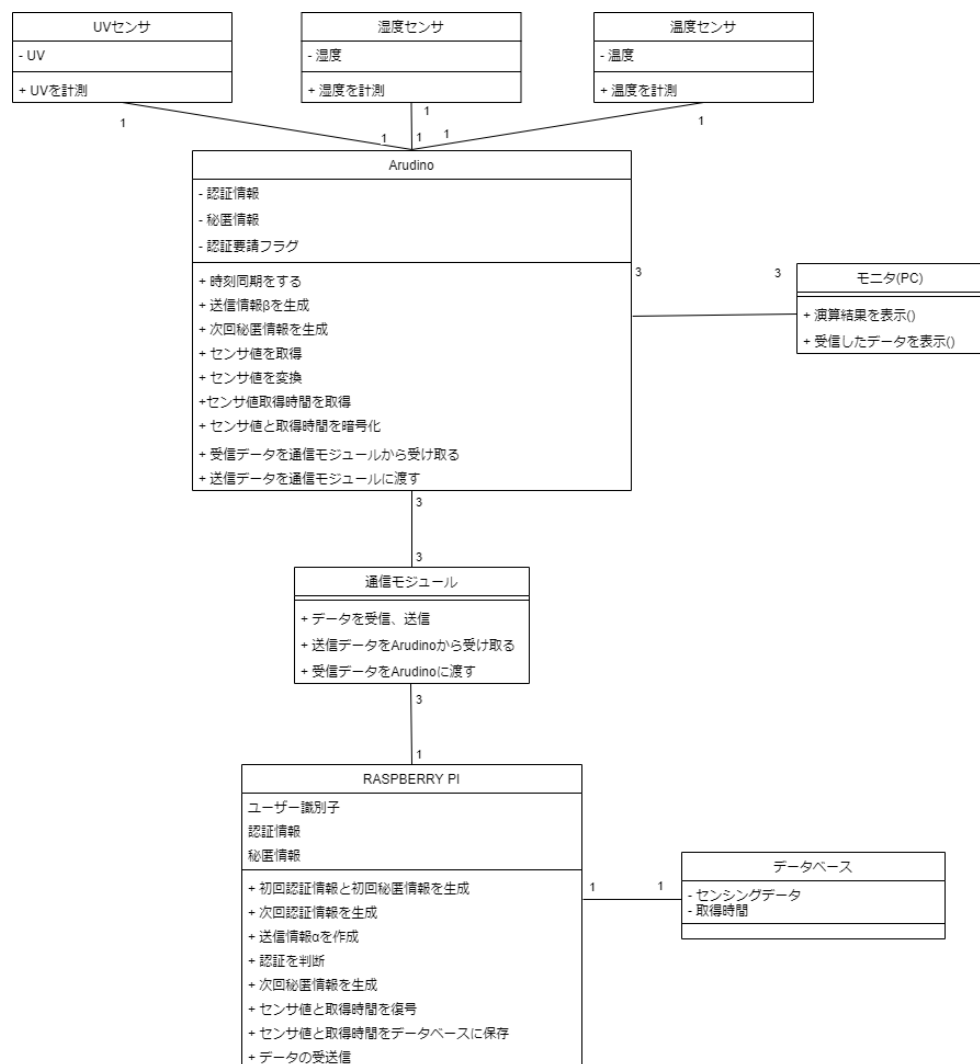 UVセンサ
- UV
+ UVを計測
湿度センサ
- 湿度
+ 湿度を計測
温度センサ
- 温度
+ 温度を計測
1
1
1
1
1
1
Arudino
- 認証情報
- 秘匿情報
- 認証要請フラグ
+ 時刻同期をする
+ 送信情報βを生成
+ 次回秘匿情報を生成
+ センサ値を取得
+ センサ値を変換
+センサ値取得時間を取得
+ センサ値と取得時間を暗号化
+ 受信データを通信モジュールから受け取る
+ 送信データを通信モジュールに渡す
3
3
モニタ(PC)
+ 演算結果を表示()
+ 受信したデータを表示()
3
3
通信モジュール
+ データを受信、送信
+ 送信データをArudinoから受け取る
+ 受信データをArudinoに渡す
3
1
RASPBERRY PI
ユーザー識別子
認証情報
秘匿情報
+ 初回認証情報と初回秘匿情報を生成
+ 次回認証情報を生成
+ 送信情報αを作成
+ 認証を判断
+ 次回秘匿情報を生成
+ センサ値と取得時間を復号
+ センサ値と取得時間をデータベースに保存
+ データの受送信
1
1
データベース
- センシングデータ
- 取得時間